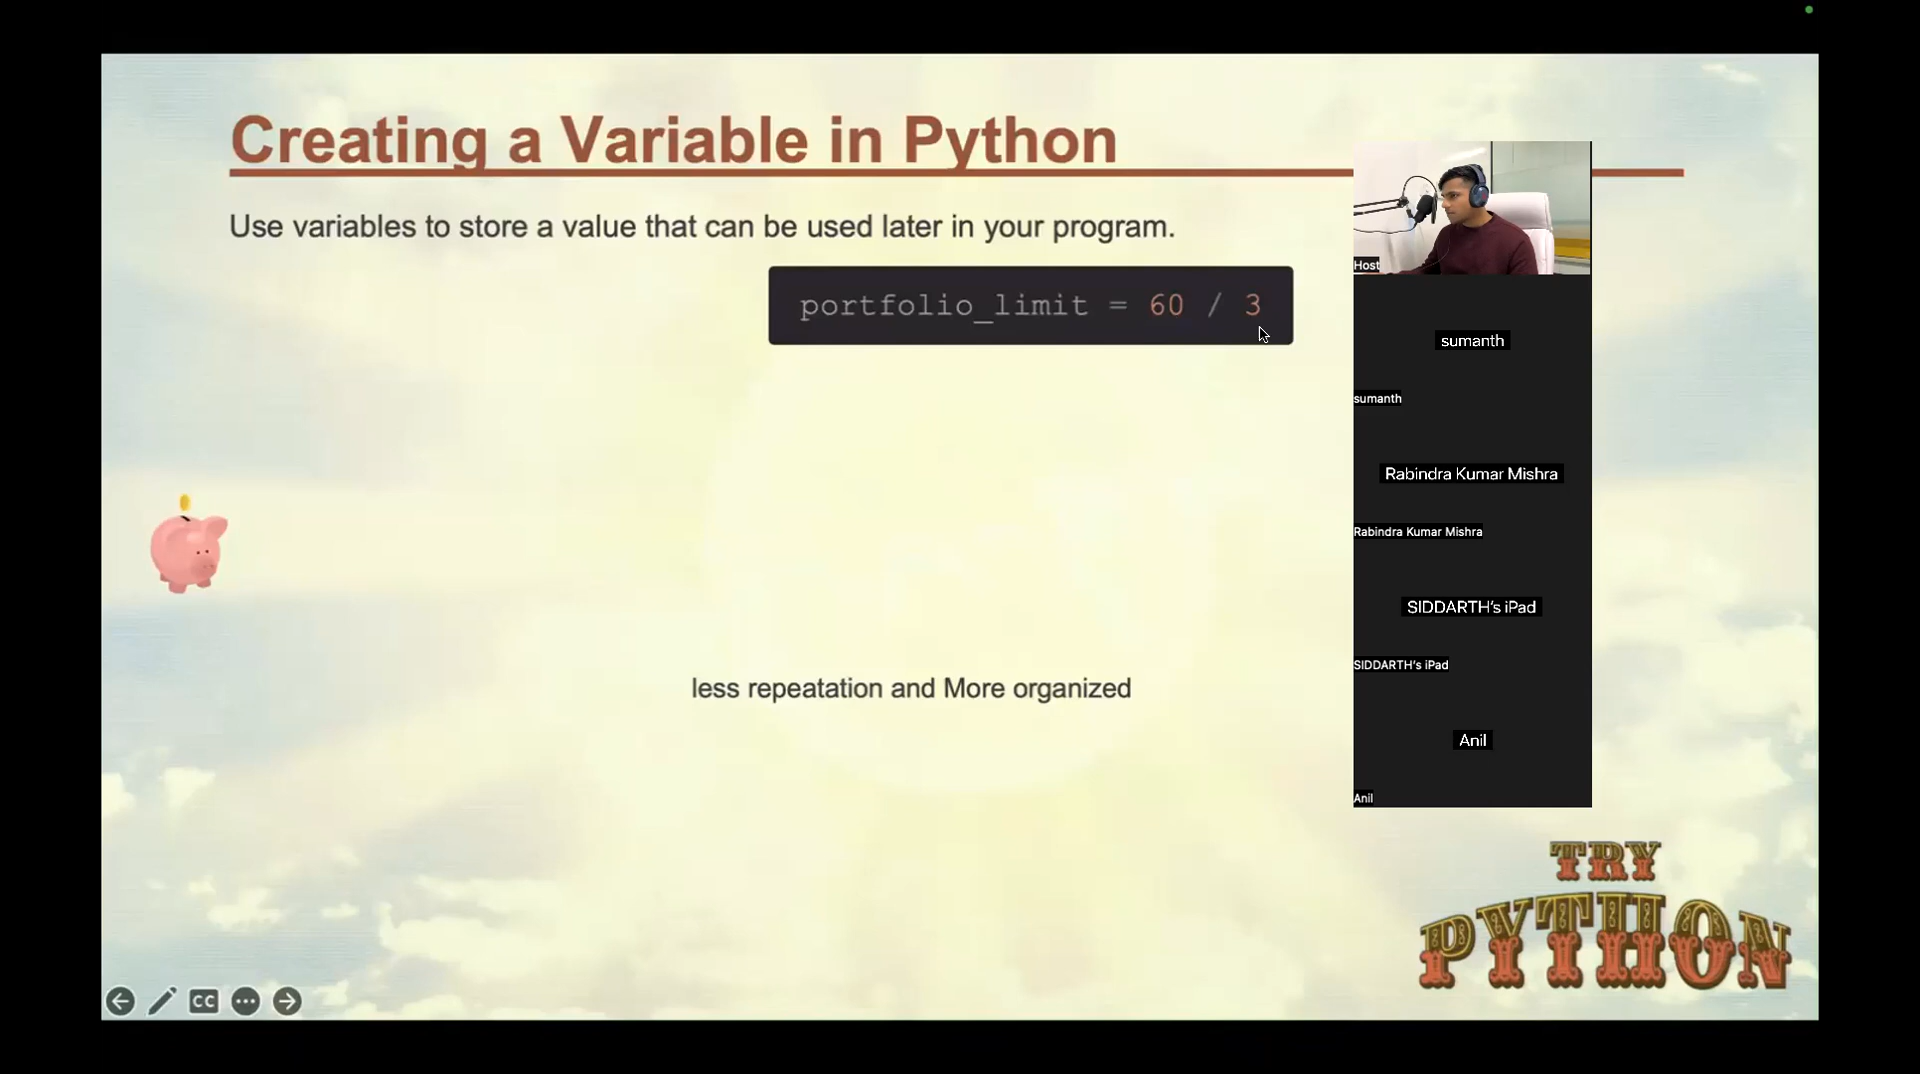 Creating a Variable in Python
Use variables to store a value that can be used later in your program.
portfolio_limit = 60 / 3
less repeatation and More organized
Host
sumanth
sumanth
Rabindra Kumar Mishra
Rabindra Kumar Mishra
SIDDARTH's iPad
SIDDARTH's iPad
Anil
Anil
TRY
PYTHON
CC